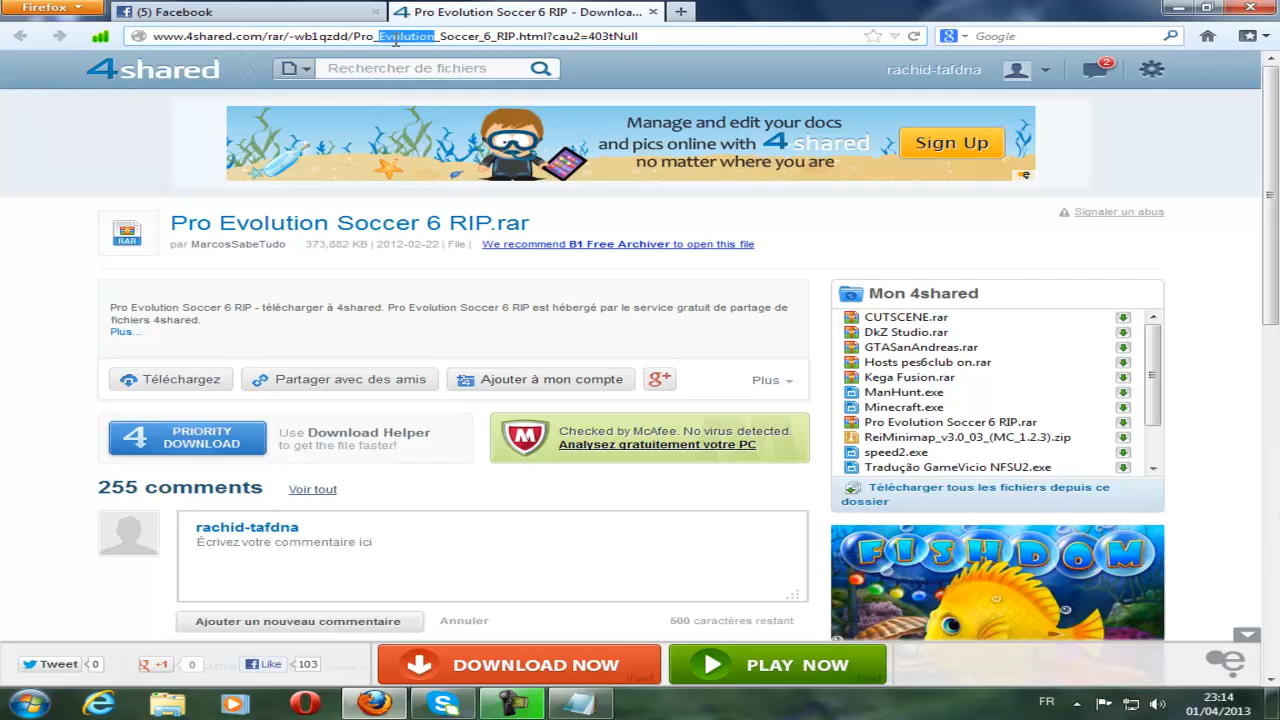 Firefox
(5) Facebook
Pro Evolution Soccer 6 RIP - Downloa...
www.4shared.com/rar/-wb1qzdd/Pro_Evolution_Soccer_6_RIP.html?cau2=403tNull
Google
4shared
Rechercher de fichiers
rachid-tafdna
2
Manage and edit your docs
and pics online with 4shared
no matter where you are
Sign Up
Pro Evolution Soccer 6 RIP.rar
Signaler un abus
RAR
par MarcosSabeTudo 373,882 KB | 2012-02-22 | File | We recommend B1 Free Archiver to open this file
Pro Evolution Soccer 6 RIP - télécharger à 4shared. Pro Evolution Soccer 6 RIP est hébergé par le service gratuit de partage de
fichiers 4shared.
Plus...
Téléchargez
Partager avec des amis
Ajouter à mon compte
g+
Plus
4 PRIORITY
DOWNLOAD
Use Download Helper
to get the file faster!
Checked by McAfee. No virus detected.
Analysez gratuitement votre PC
255 comments Voir tout
rachid-tafdna
Écrivez votre commentaire ici
Ajouter un nouveau commentaire
Annuler
500 caractères restant
Mon 4shared
CUTSCENE.rar
DkZ Studio.rar
GTASanAndreas.rar
Hosts pes6club on.rar
Kega Fusion.rar
ManHunt.exe
Minecraft.exe
Pro Evolution Soccer 6 RIP.rar
ReiMinimap_v3.0_03_(MC_1.2.3).zip
speed2.exe
Tradução GameVicio NFSU2.exe
Télécharger tous les fichiers depuis ce
dossier
FISHDOM
Tweet 0
g +1 0
Like 103
DOWNLOAD NOW
PLAY NOW
FR
23:14
01/04/2013